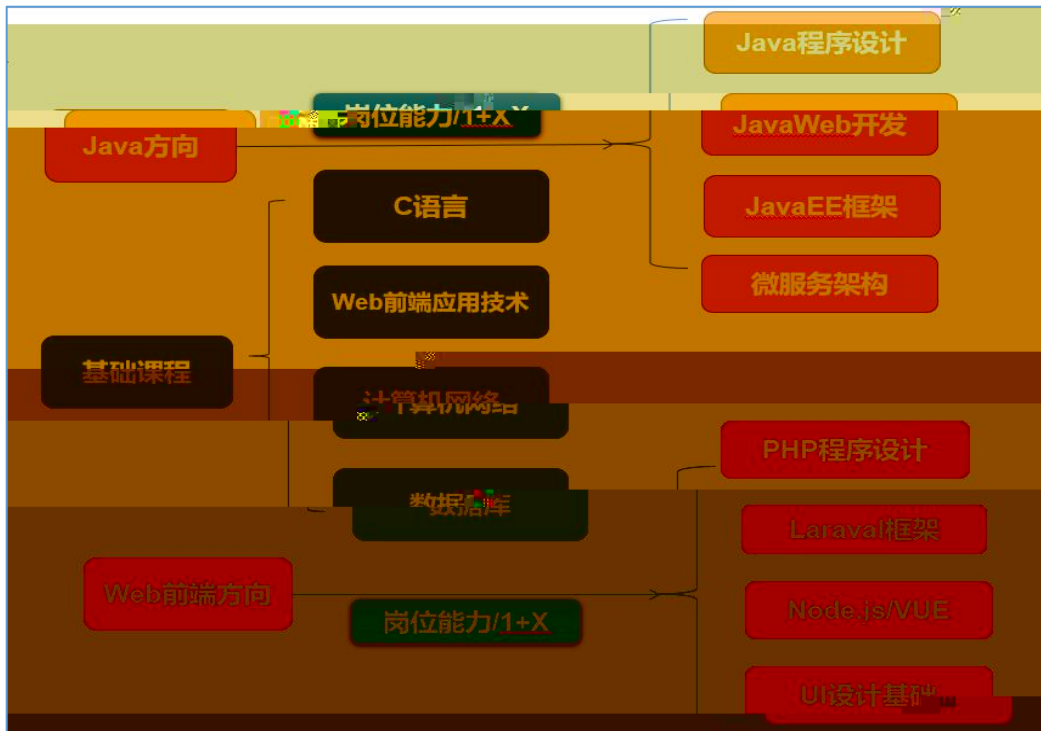 Java程序设计
岗位能力/1+X
JavaWeb开发
Java方向
C语言
JavaEE框架
微服务架构
Web前端应用技术
基础课程
计算机网络
PHP程序设计
数据库
Laraval框架
Web前端方向
Node.js/VUE
岗位能力/1+X
UI设计基础